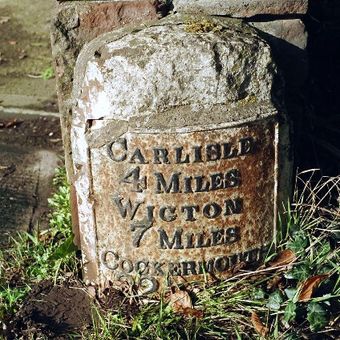 CARLISLE
4 MILES
WIGTON
7 MILES
COCKERMOUTH